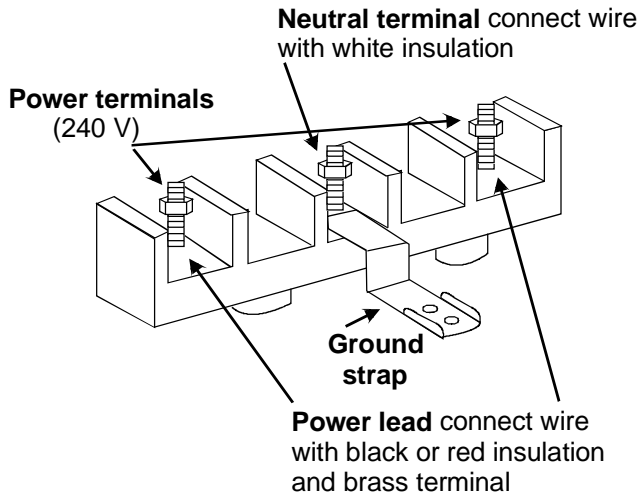 Neutral terminal connect wire
with white insulation
Power terminals
(240 V)
Ground
strap
Power lead connect wire
with black or red insulation
and brass terminal